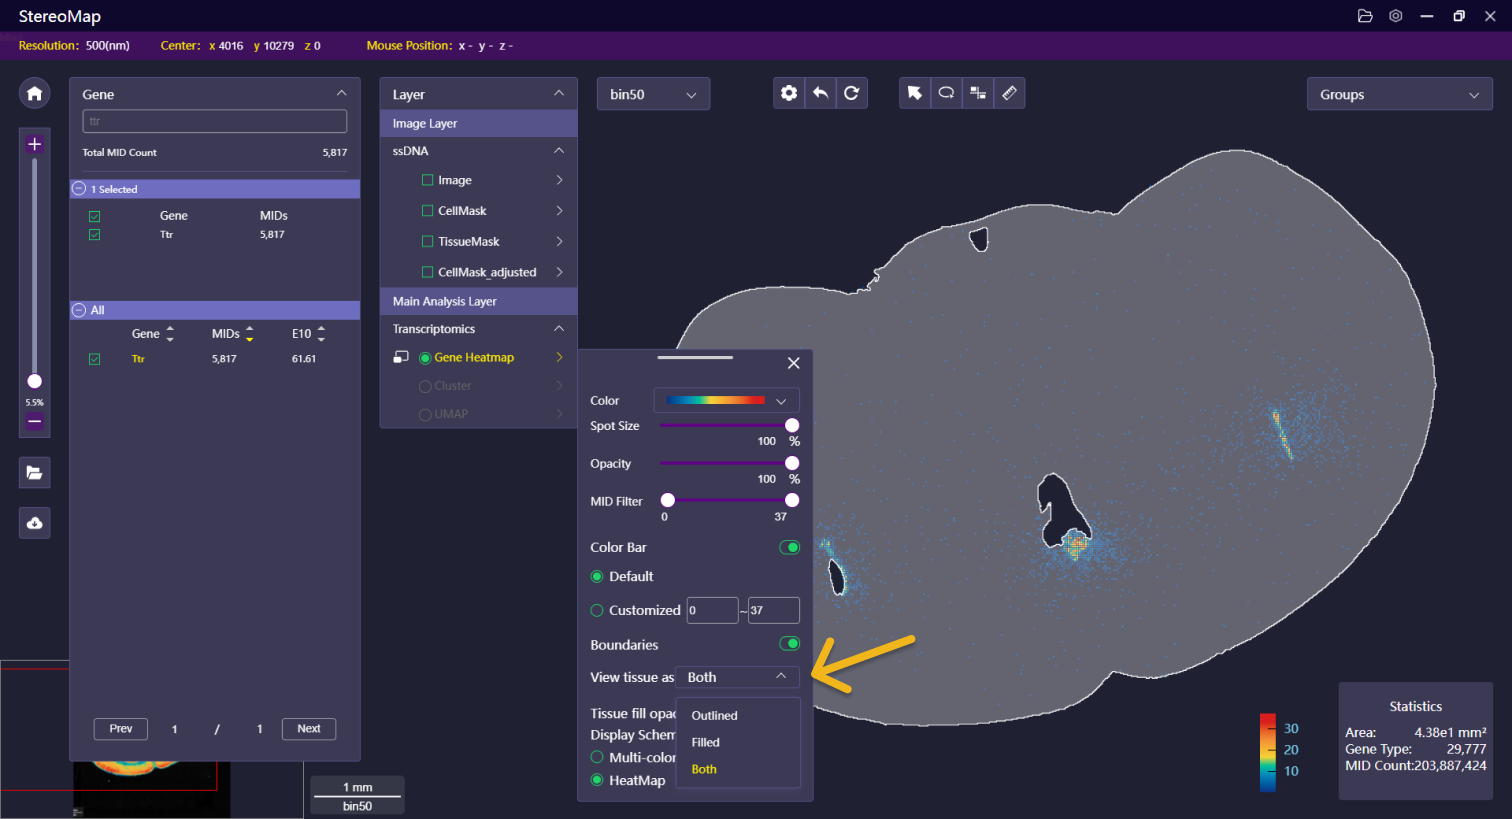 StereoMap
Resolution: 500(nm) Center: x 4016 y 10279 z 0 Mouse Position: x - y - z -
Gene
ttr
Total MID Count 5,817
1 Selected
Gene MIDs
Ttr 5,817
All
Gene MIDs E10
Ttr 5,817 61.61
Prev 1 / 1 Next
5.5%
Layer
Image Layer
ssDNA
Image
CellMask
TissueMask
CellMask_adjusted
Main Analysis Layer
Transcriptomics
Gene Heatmap
Cluster
UMAP
bin50
Groups
Color
Spot Size
100 %
Opacity
100 %
MID Filter
0 37
Color Bar
Default
Customized 0 ~ 37
Boundaries
View tissue as Both
Outlined
Filled
Both
Tissue fill opac
Display Schem
Multi-color
HeatMap
1 mm
bin50
30
20
10
Statistics
Area: 4.38e1 mm²
Gene Type: 29,777
MID Count:203,887,424